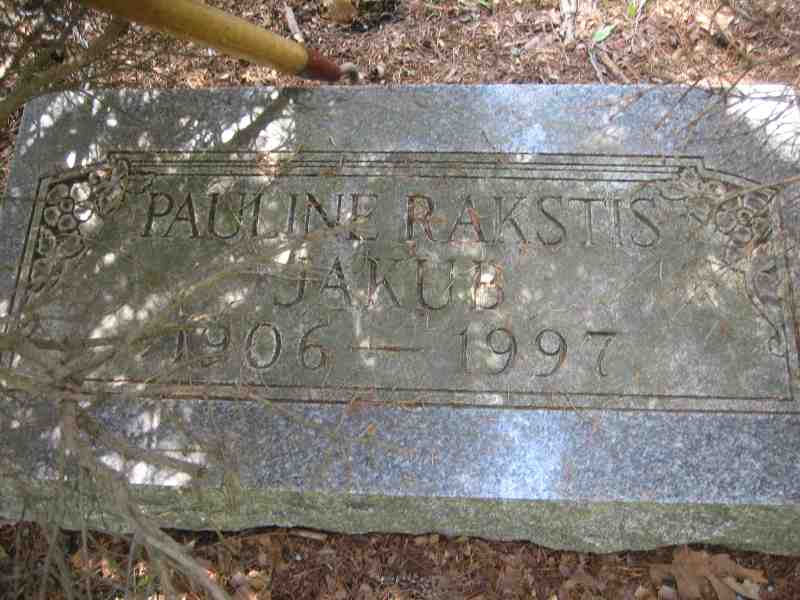 PAULINE RAKSTIS
JAKUB
1906 — 1997